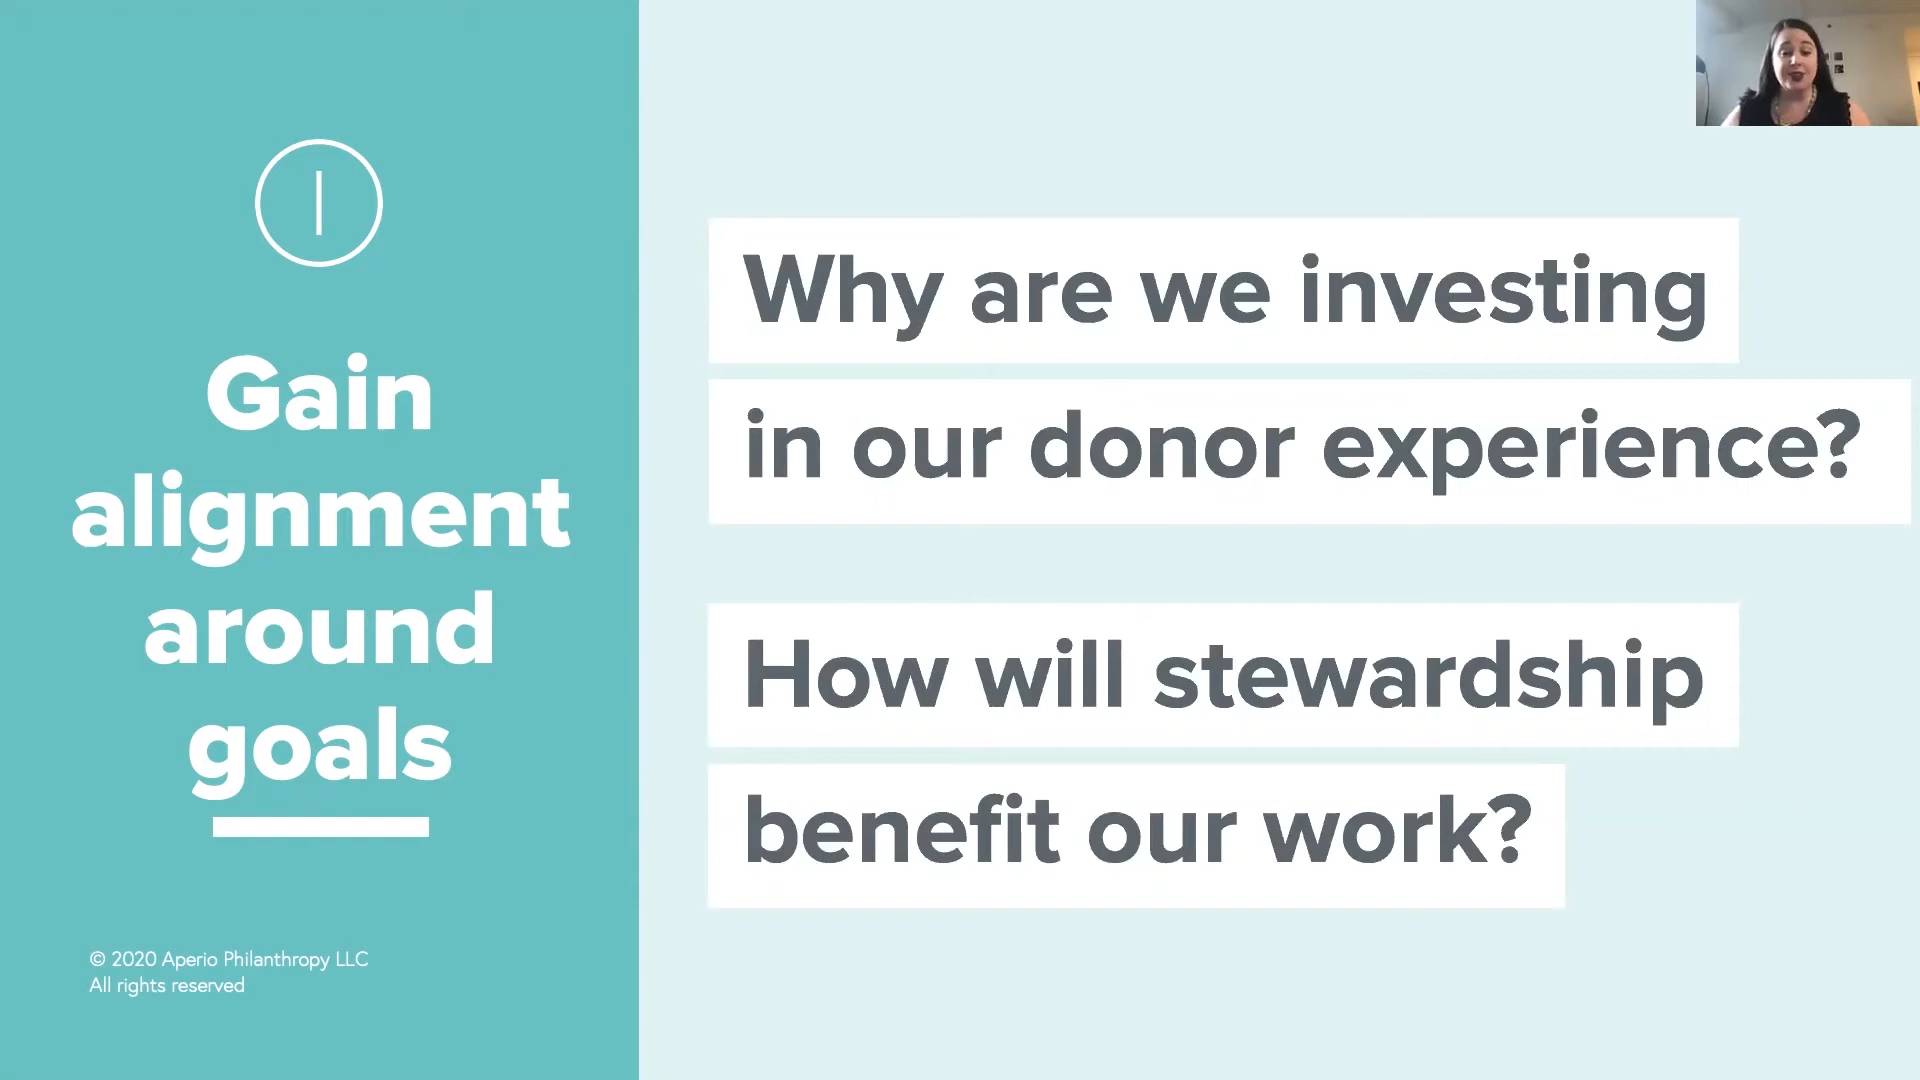 1
Gain
alignment
around
goals
© 2020 Aperio Philanthropy LLC
All rights reserved
Why are we investing
in our donor experience?
How will stewardship
benefit our work?